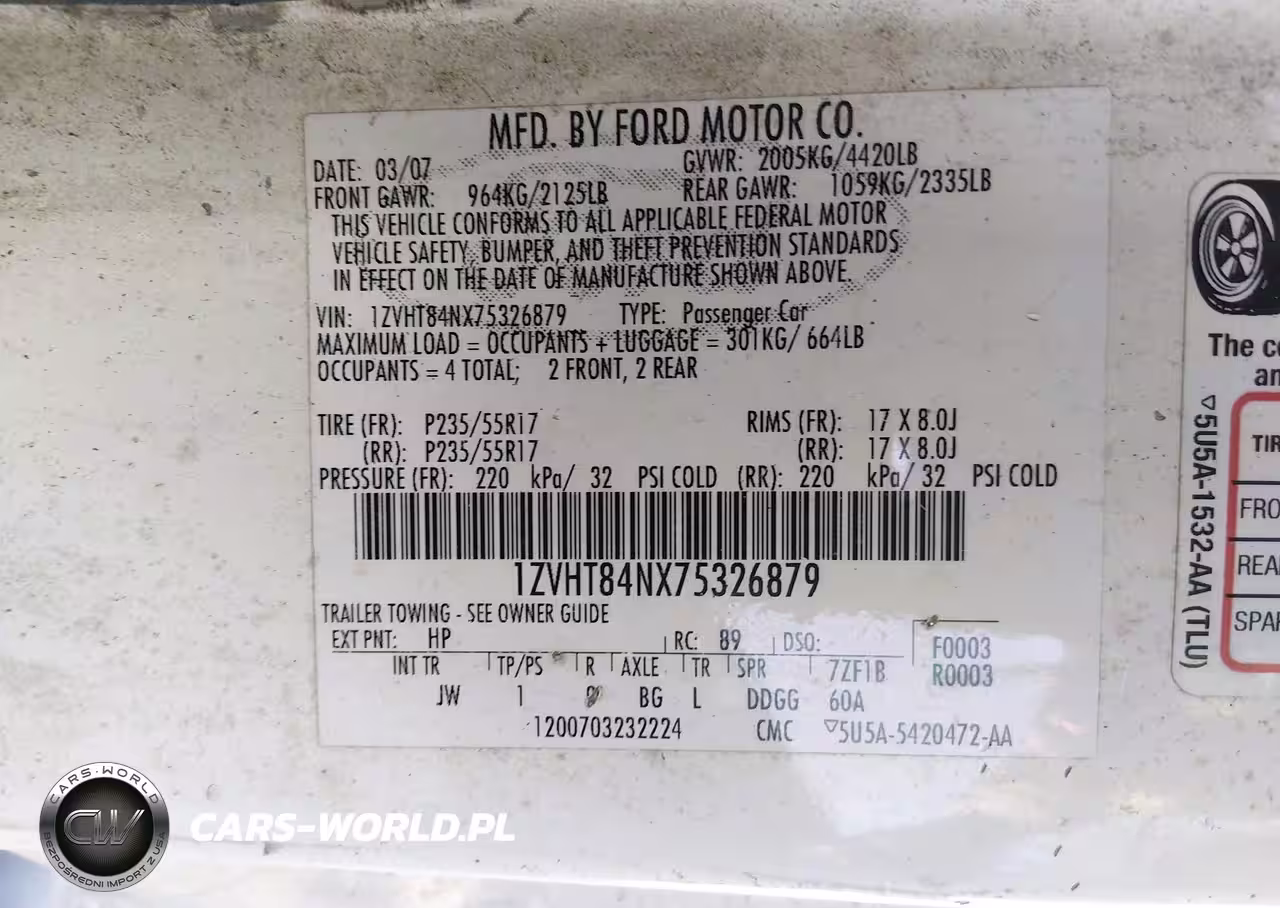 MFD. BY FORD MOTOR CO.
DATE: 03/07 GVWR: 2005KG/4420LB
FRONT GAWR: 964KG/2125LB REAR GAWR: 1059KG/2335LB
THIS VEHICLE CONFORMS TO ALL APPLICABLE FEDERAL MOTOR
VEHICLE SAFETY, BUMPER, AND THEFT PREVENTION STANDARDS
IN EFFECT ON THE DATE OF MANUFACTURE SHOWN ABOVE.
VIN: 1ZVHT84NX75326879 TYPE: Passenger Car
MAXIMUM LOAD = OCCUPANTS + LUGGAGE = 301KG/ 664LB
OCCUPANTS = 4 TOTAL; 2 FRONT, 2 REAR
TIRE (FR): P235/55R17 RIMS (FR): 17 X 8.0J
(RR): P235/55R17 (RR): 17 X 8.0J
PRESSURE (FR): 220 kPa/ 32 PSI COLD (RR): 220 kPa/ 32 PSI COLD
1ZVHT84NX75326879
TRAILER TOWING - SEE OWNER GUIDE
EXT PNT: HP RC: 89 DSO: F0003
INT TR TP/PS R AXLE TR SPR 7ZF1B R0003
JW 1 BG L DDGG 60A
1200703232224 CMC ▽5U5A-5420472-AA
The co
an
▽5U5A-1532-AA (TLU)
TIR
FRO
REA
SPA
CARS-WORLD
CW
BEZPOŚREDNI IMPORT Z USA
CARS-WORLD.PL